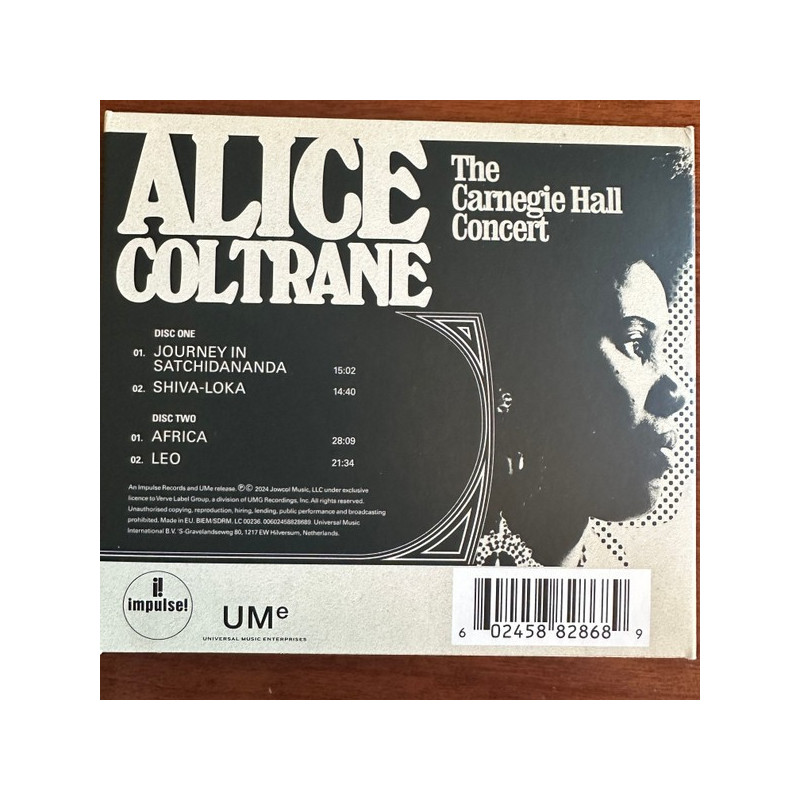 ALICE
COLTRANE
The
Carnegie Hall
Concert
DISC ONE
01. JOURNEY IN
SATCHIDANANDA 15:02
02. SHIVA-LOKA 14:40
DISC TWO
01. AFRICA 28:09
02. LEO 21:34
An Impulse Records and UMe release. ℗© 2024 Jowcol Music, LLC under exclusive
licence to Verve Label Group, a division of UMG Recordings, Inc. All rights reserved.
Unauthorised copying, reproduction, hiring, lending, public performance and broadcasting
prohibited. Made in EU. BIEM/SDRM. LC 00236. 00602458828689. Universal Music
International B.V. 'S-Gravelandseweg 80, 1217 EW Hilversum, Netherlands.
i!
impulse!
UMe
UNIVERSAL MUSIC ENTERPRISES
6 02458 82868 9